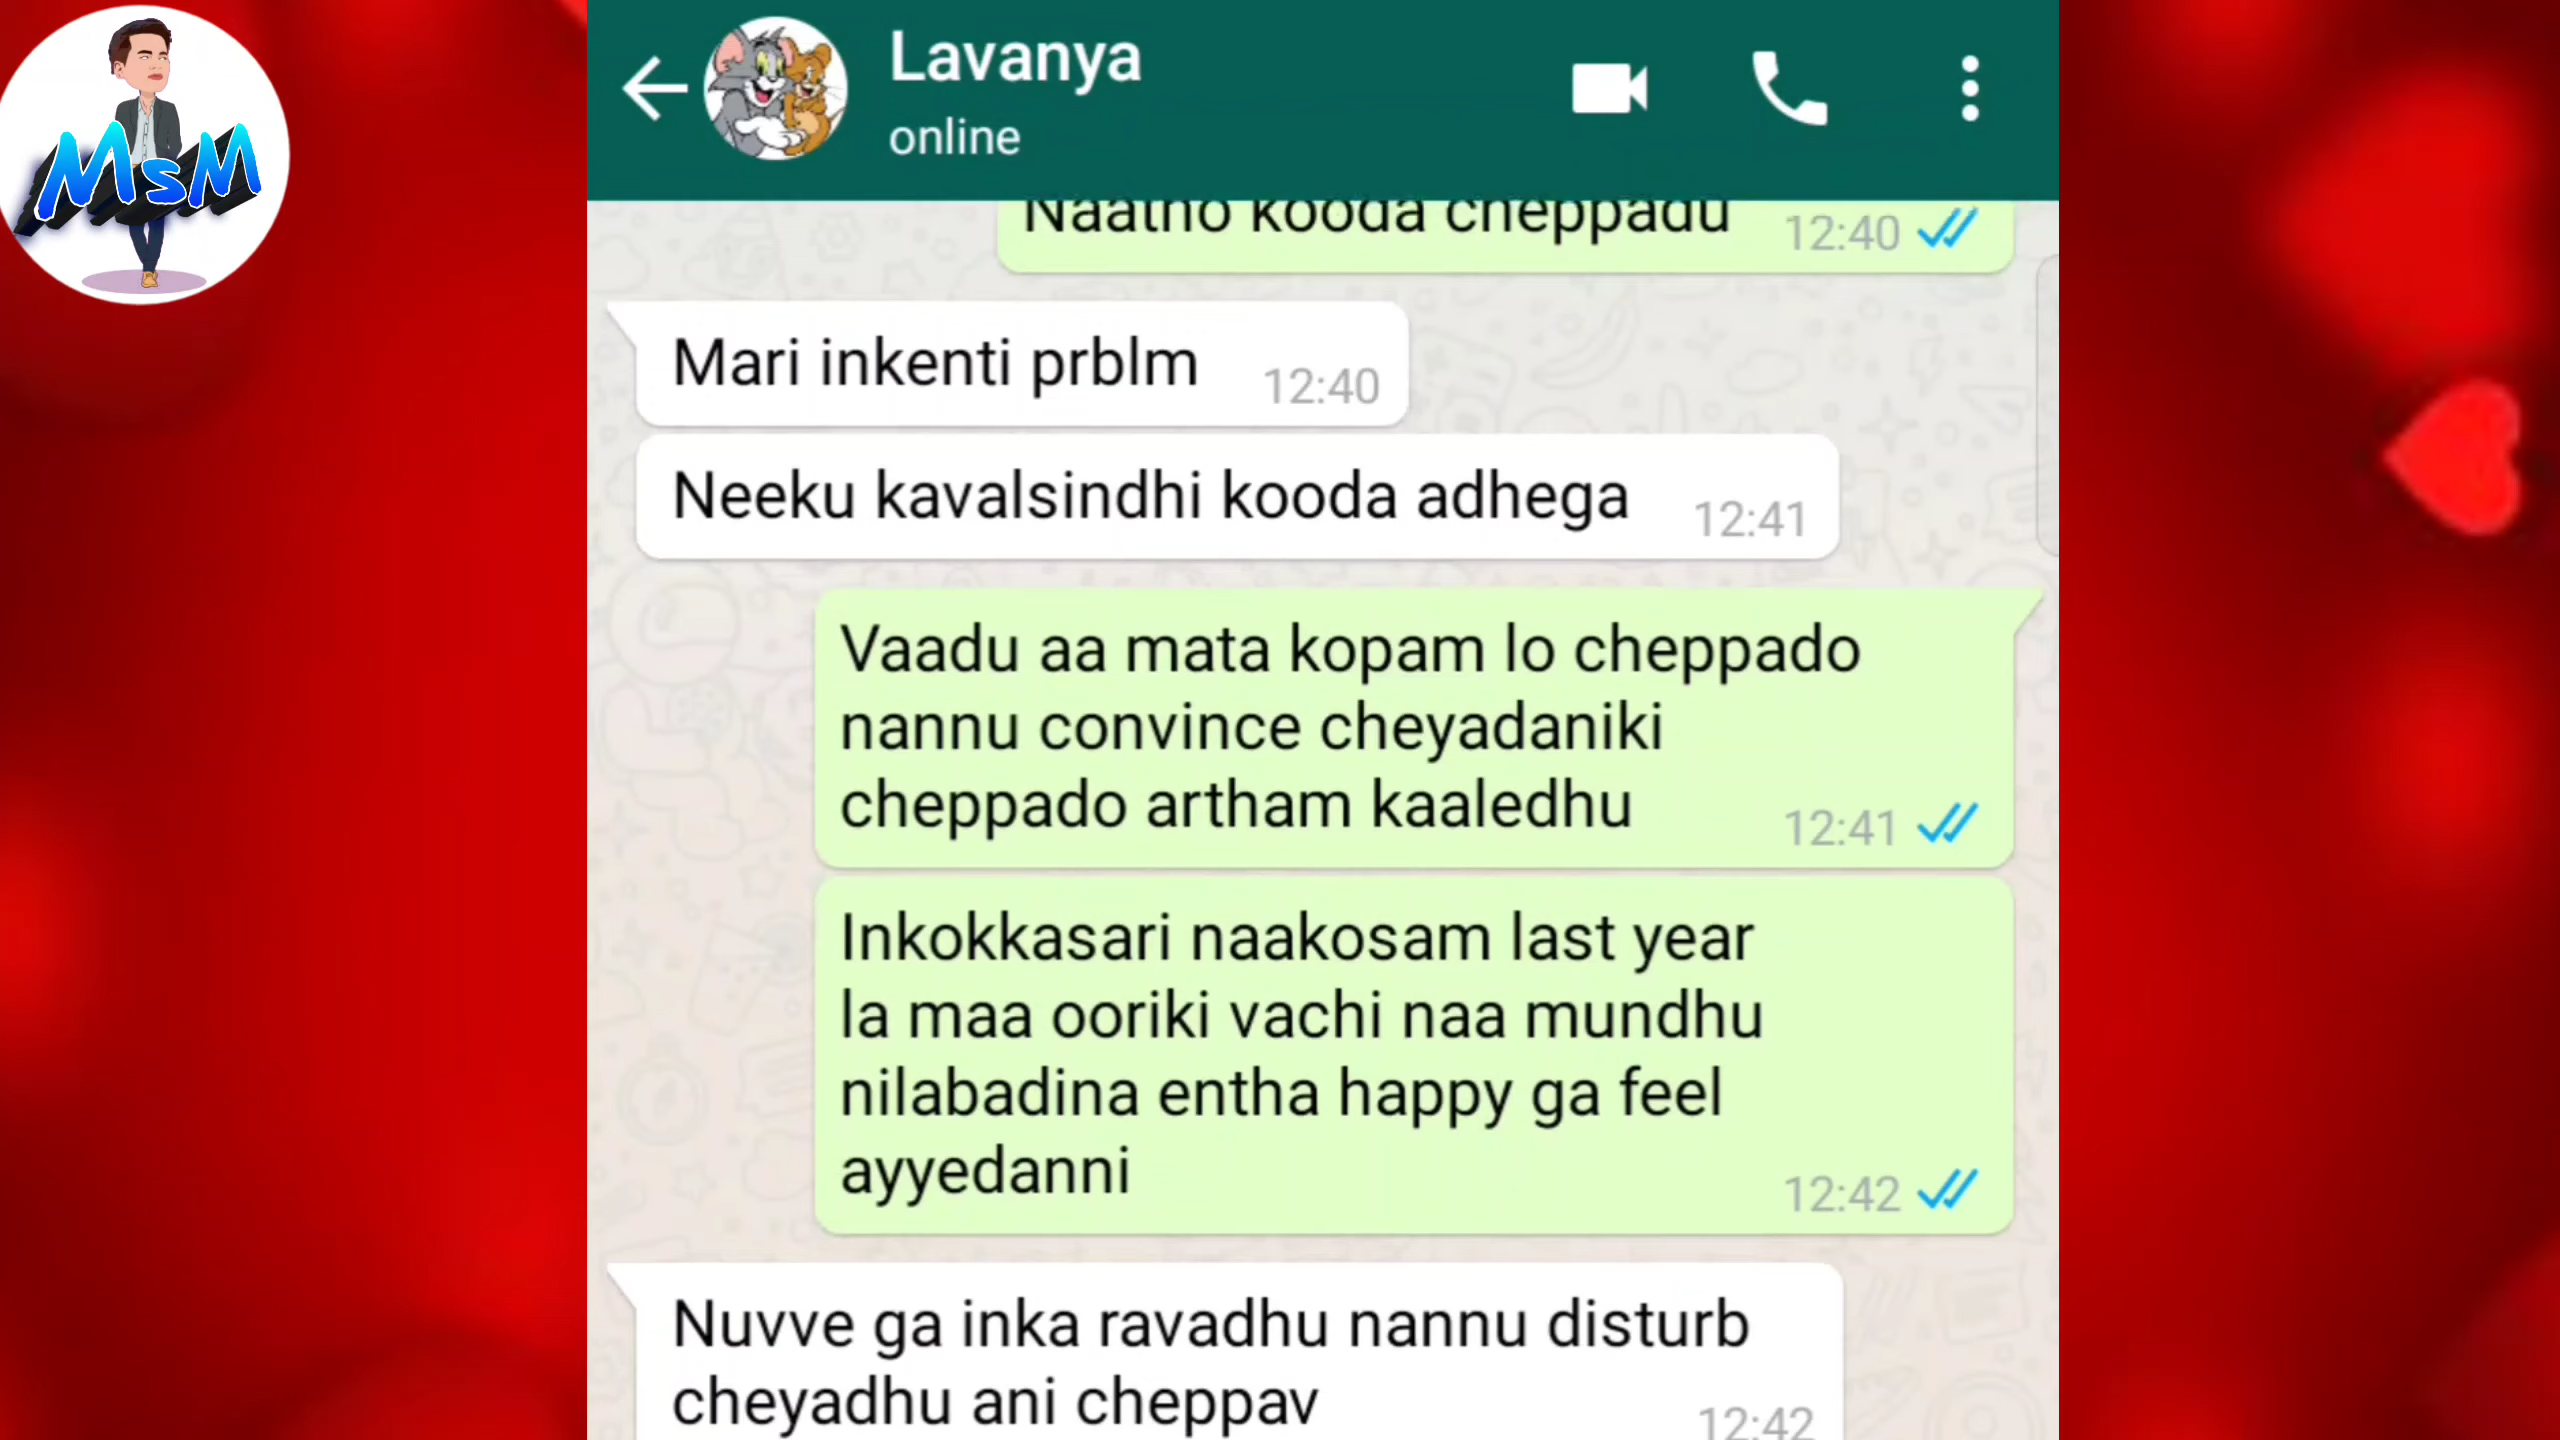 MsM
Lavanya
online
Naatho kooda cheppadu 12:40
Mari inkenti prblm 12:40
Neeku kavalsindhi kooda adhega 12:41
Vaadu aa mata kopam lo cheppado
nannu convince cheyadaniki
cheppado artham kaaledhu 12:41
Inkokkasari naakosam last year
la maa ooriki vachi naa mundhu
nilabadina entha happy ga feel
ayyedanni 12:42
Nuvve ga inka ravadhu nannu disturb
cheyadhu ani cheppav 12:42